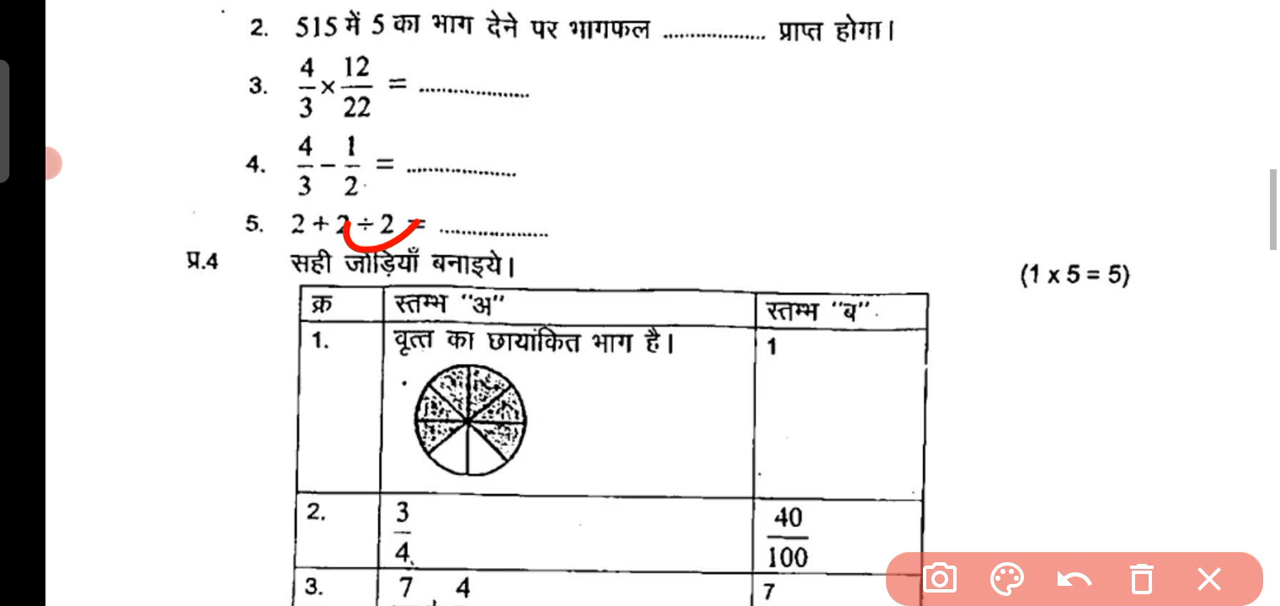 2. 515 में 5 का भाग देने पर भागफल .................. प्राप्त होगा।
3. 4/3 × 12/22 = ....................
4. 4/3 − 1/2 = ....................
5. 2 + 2 ÷ 2 = ....................
प्र.4 सही जोड़ियाँ बनाइये। (1 x 5 = 5)
क्र स्तम्भ "अ" स्तम्भ "ब"
1. वृत्त का छायांकित भाग है। 1
2. 3/4 40/100
3. 7 4 7